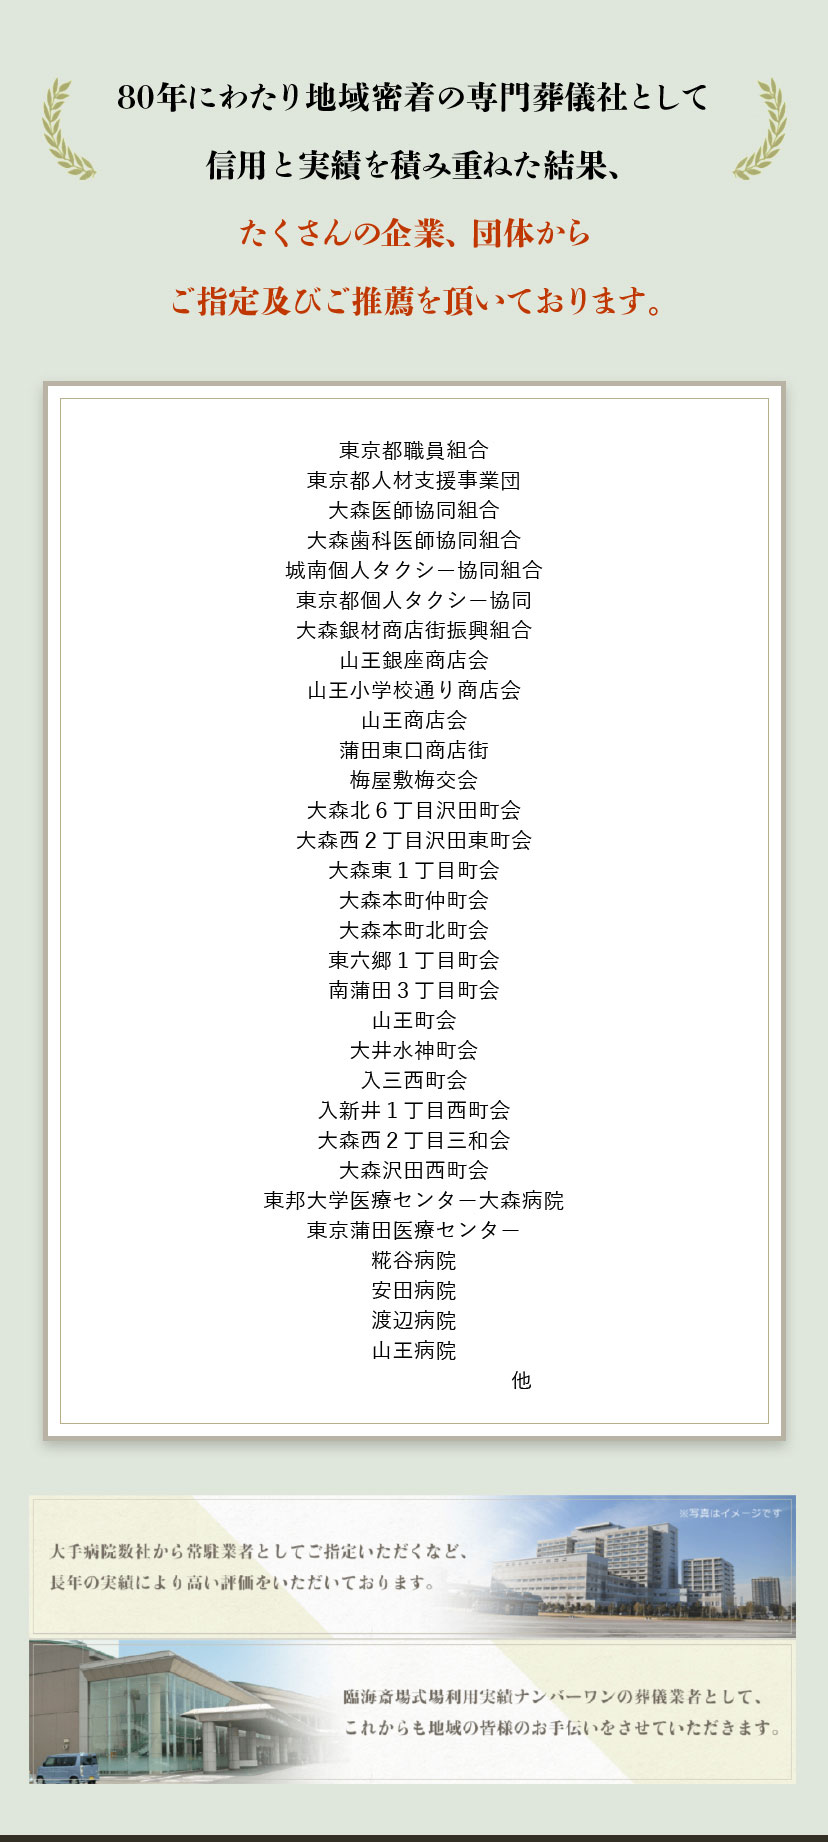 80年にわたり地域密着の専門葬儀社として
信用と実績を積み重ねた結果、
たくさんの企業、団体から
ご指定及びご推薦を頂いております。
東京都職員組合
東京都人材支援事業団
大森医師協同組合
大森歯科医師協同組合
城南個人タクシー協同組合
東京都個人タクシー協同
大森銀材商店街振興組合
山王銀座商店会
山王小学校通り商店会
山王商店会
蒲田東口商店街
梅屋敷梅交会
大森北６丁目沢田町会
大森西２丁目沢田東町会
大森東１丁目町会
大森本町仲町会
大森本町北町会
東六郷１丁目町会
南蒲田３丁目町会
山王町会
大井水神町会
入三西町会
入新井１丁目西町会
大森西２丁目三和会
大森沢田西町会
東邦大学医療センター大森病院
東京蒲田医療センター
糀谷病院
安田病院
渡辺病院
山王病院
他
※写真はイメージです
大手病院数社から常駐業者としてご指定いただくなど、
長年の実績により高い評価をいただいております。
臨海斎場式場利用実績ナンバーワンの葬儀業者として、
これからも地域の皆様のお手伝いをさせていただきます。